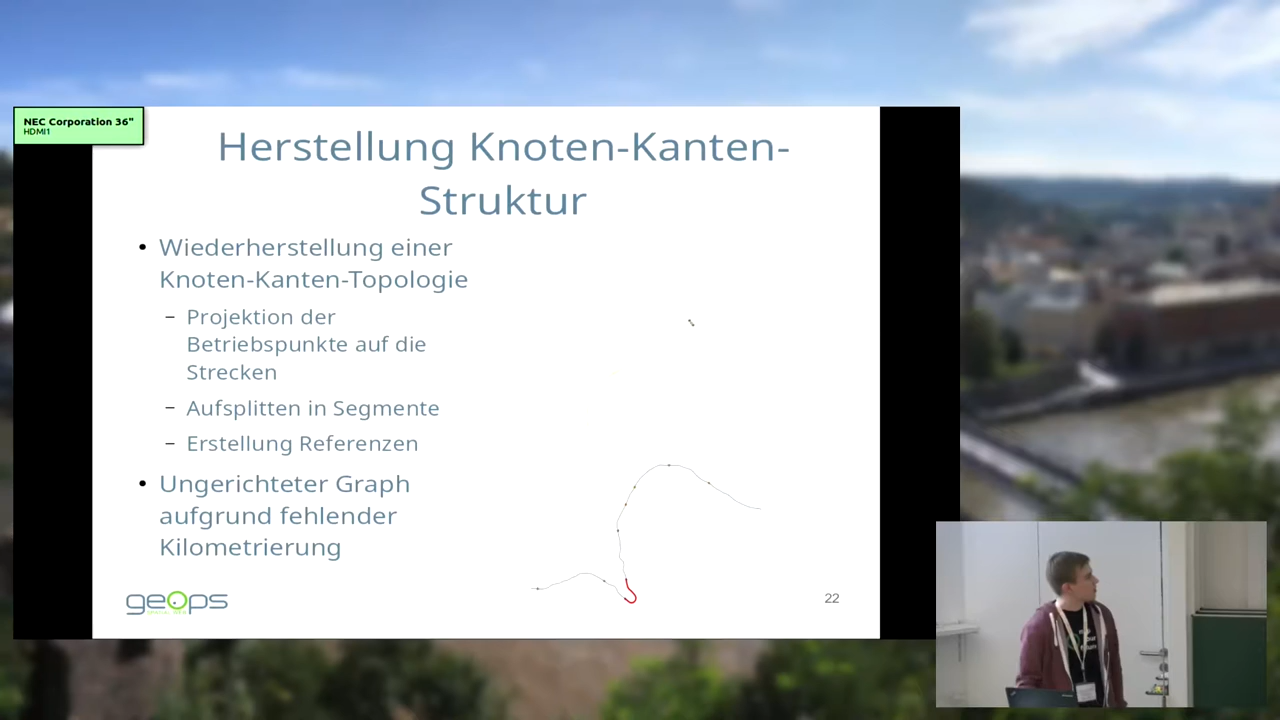 NEC Corporation 36"
HDMI1
Herstellung Knoten-Kanten-
Struktur
• Wiederherstellung einer
Knoten-Kanten-Topologie
– Projektion der
Betriebspunkte auf die
Strecken
– Aufsplitten in Segmente
– Erstellung Referenzen
• Ungerichteter Graph
aufgrund fehlender
Kilometrierung
geops
22